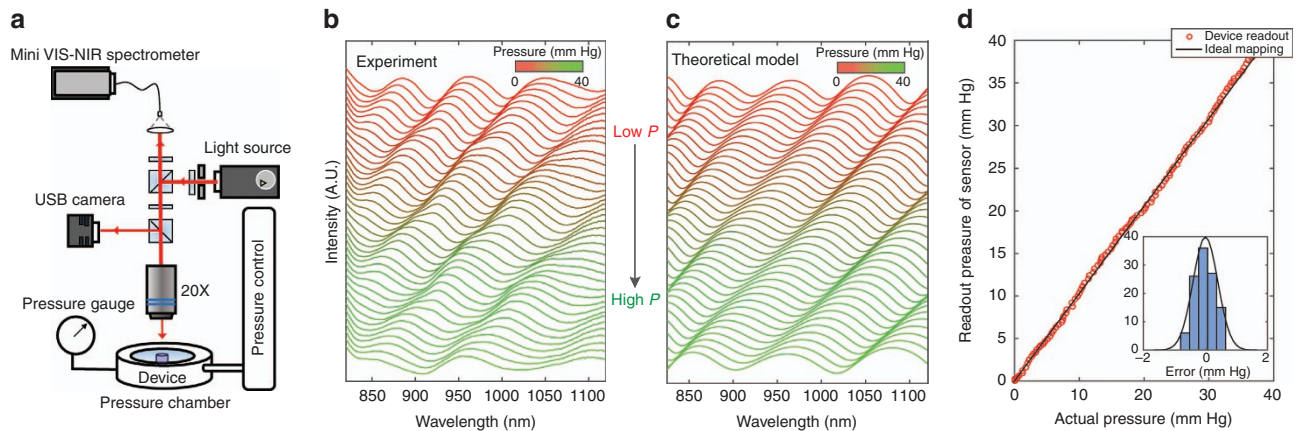 a
Mini VIS-NIR spectrometer
Light source
USB camera
20X
Pressure gauge
Pressure control
Device
Pressure chamber
b
Experiment
Pressure (mm Hg)
0 40
Intensity (A.U.)
850 900 950 1000 1050 1100
Wavelength (nm)
Low P
High P
c
Theoretical model
Pressure (mm Hg)
0 40
850 900 950 1000 1050 1100
Wavelength (nm)
d
Device readout
Ideal mapping
Readout preasure of sensor (mm Hg)
40
35
30
25
20
15
10
5
0
0 10 20 30 40
Actual pressure (mm Hg)
40
30
20
10
0
−2 0 2
Error (mm Hg)